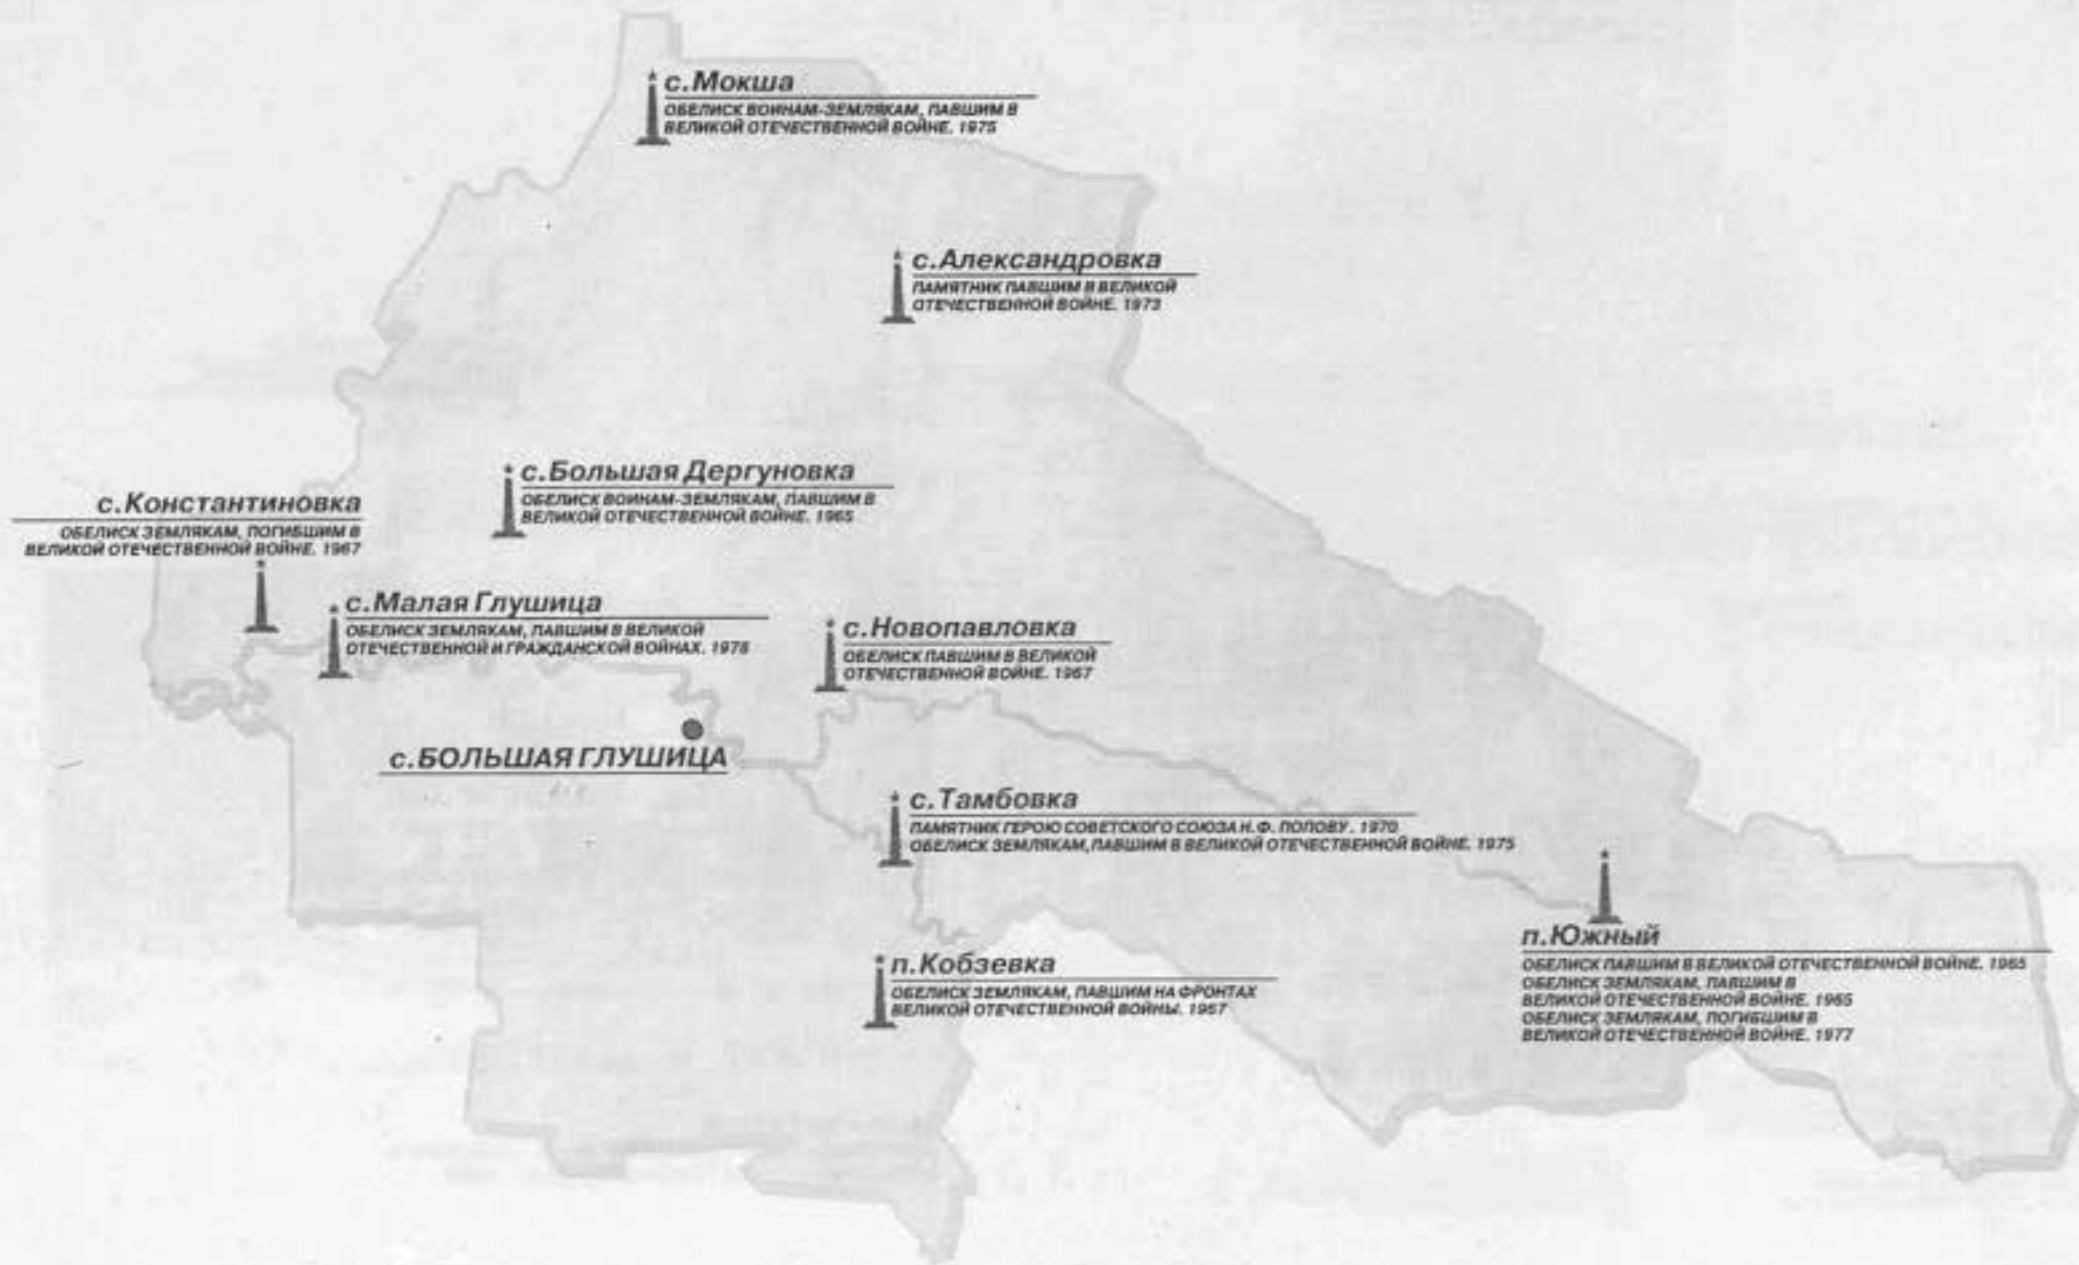 с.Мокша
ОБЕЛИСК ВОИНАМ-ЗЕМЛЯКАМ, ПАВШИМ В
ВЕЛИКОЙ ОТЕЧЕСТВЕННОЙ ВОЙНЕ. 1975
с.Александровка
ПАМЯТНИК ПАВШИМ В ВЕЛИКОЙ
ОТЕЧЕСТВЕННОЙ ВОЙНЕ. 1973
с.Большая Дергуновка
ОБЕЛИСК ВОИНАМ-ЗЕМЛЯКАМ, ПАВШИМ В
ВЕЛИКОЙ ОТЕЧЕСТВЕННОЙ ВОЙНЕ. 1965
с.Константиновка
ОБЕЛИСК ЗЕМЛЯКАМ, ПОГИБШИМ В
ВЕЛИКОЙ ОТЕЧЕСТВЕННОЙ ВОЙНЕ. 1967
с.Малая Глушица
ОБЕЛИСК ЗЕМЛЯКАМ, ПАВШИМ В ВЕЛИКОЙ
ОТЕЧЕСТВЕННОЙ И ГРАЖДАНСКОЙ ВОЙНАХ. 1978
с.Новопавловка
ОБЕЛИСК ПАВШИМ В ВЕЛИКОЙ
ОТЕЧЕСТВЕННОЙ ВОЙНЕ. 1967
с.БОЛЬШАЯ ГЛУШИЦА
с.Тамбовка
ПАМЯТНИК ГЕРОЮ СОВЕТСКОГО СОЮЗА Н.Ф. ПОПОВУ. 1970
ОБЕЛИСК ЗЕМЛЯКАМ, ПАВШИМ В ВЕЛИКОЙ ОТЕЧЕСТВЕННОЙ ВОЙНЕ. 1975
п.Южный
ОБЕЛИСК ПАВШИМ В ВЕЛИКОЙ ОТЕЧЕСТВЕННОЙ ВОЙНЕ. 1965
ОБЕЛИСК ЗЕМЛЯКАМ, ПАВШИМ В
ВЕЛИКОЙ ОТЕЧЕСТВЕННОЙ ВОЙНЕ. 1965
ОБЕЛИСК ЗЕМЛЯКАМ, ПОГИБШИМ В
ВЕЛИКОЙ ОТЕЧЕСТВЕННОЙ ВОЙНЕ. 1977
п.Кобзевка
ОБЕЛИСК ЗЕМЛЯКАМ, ПАВШИМ НА ФРОНТАХ
ВЕЛИКОЙ ОТЕЧЕСТВЕННОЙ ВОЙНЫ. 1967